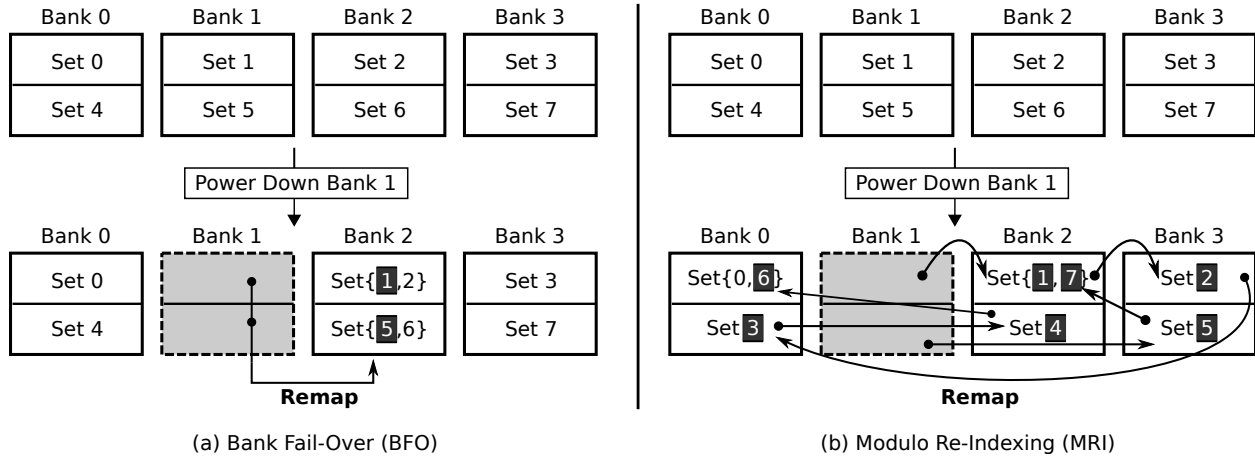 Bank 0 Bank 1 Bank 2 Bank 3
Set 0 Set 1 Set 2 Set 3
Set 4 Set 5 Set 6 Set 7
Power Down Bank 1
Bank 0 Bank 1 Bank 2 Bank 3
Set 0 Set{1,2} Set 3
Set 4 Set{5,6} Set 7
Remap
(a) Bank Fail-Over (BFO)
Bank 0 Bank 1 Bank 2 Bank 3
Set 0 Set 1 Set 2 Set 3
Set 4 Set 5 Set 6 Set 7
Power Down Bank 1
Bank 0 Bank 1 Bank 2 Bank 3
Set{0,6} Set{1,7} Set 2
Set 3 Set 4 Set 5
Remap
(b) Modulo Re-Indexing (MRI)